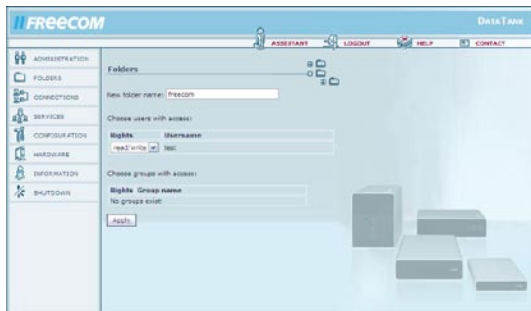 FREECOM
DATATANK
ASSISTANT LOGOUT HELP CONTACT
ADMINISTRATION
FOLDERS
CONNECTIONS
SERVICES
CONFIGURATION
HARDWARE
INFORMATION
SHUTDOWN
Folders
New folder name: freecom
Choose users with access:
Rights Username
read/write test
Choose groups with access:
Rights Group name
No groups exist
Apply